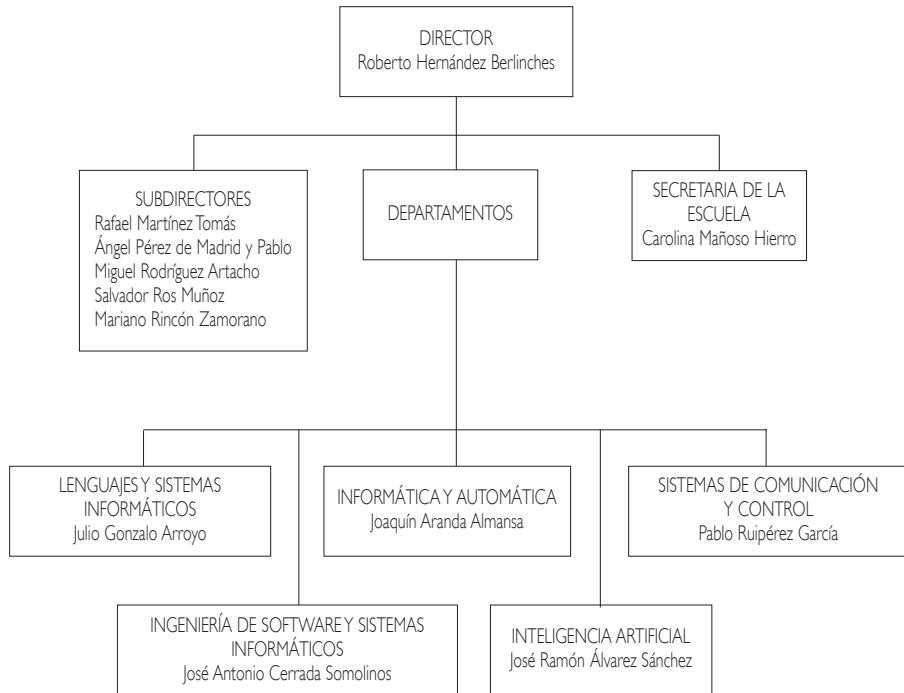 DIRECTOR
Roberto Hernández Berlinches
SUBDIRECTORES
Rafael Martínez Tomás
Ángel Pérez de Madrid y Pablo
Miguel Rodríguez Artacho
Salvador Ros Muñoz
Mariano Rincón Zamorano
DEPARTAMENTOS
SECRETARIA DE LA
ESCUELA
Carolina Mañoso Hierro
LENGUAJES Y SISTEMAS
INFORMÁTICOS
Julio Gonzalo Arroyo
INFORMÁTICA Y AUTOMÁTICA
Joaquín Aranda Almansa
SISTEMAS DE COMUNICACIÓN
Y CONTROL
Pablo Ruipérez García
INGENIERÍA DE SOFTWARE Y SISTEMAS
INFORMÁTICOS
José Antonio Cerrada Somolinos
INTELIGENCIA ARTIFICIAL
José Ramón Álvarez Sánchez